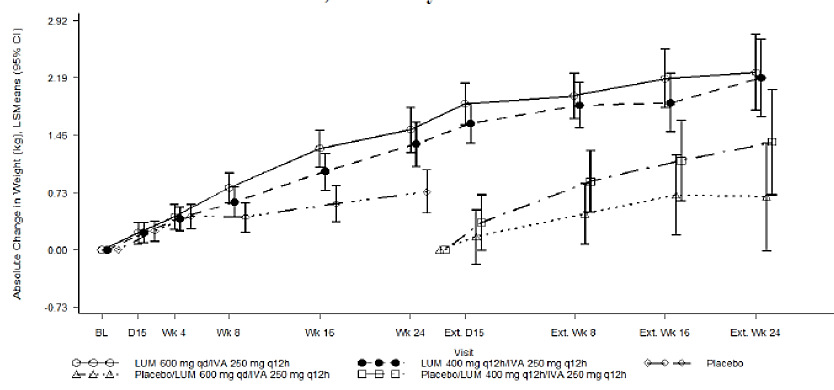 Absolute Change in Weight (kg), LSMeans (95% CI)
2.92
2.19
1.45
0.73
0.00
-0.73
BL D15 Wk 4 Wk 8 Wk 16 Wk 24 Ext. D15 Ext. Wk 8 Ext. Wk 16 Ext. Wk 24
Visit
LUM 600 mg qd/IVA 250 mg q12h LUM 400 mg q12h/IVA 250 mg q12h Placebo
Placebo/LUM 600 mg qd/IVA 250 mg q12h Placebo/LUM 400 mg q12h/IVA 250 mg q12h